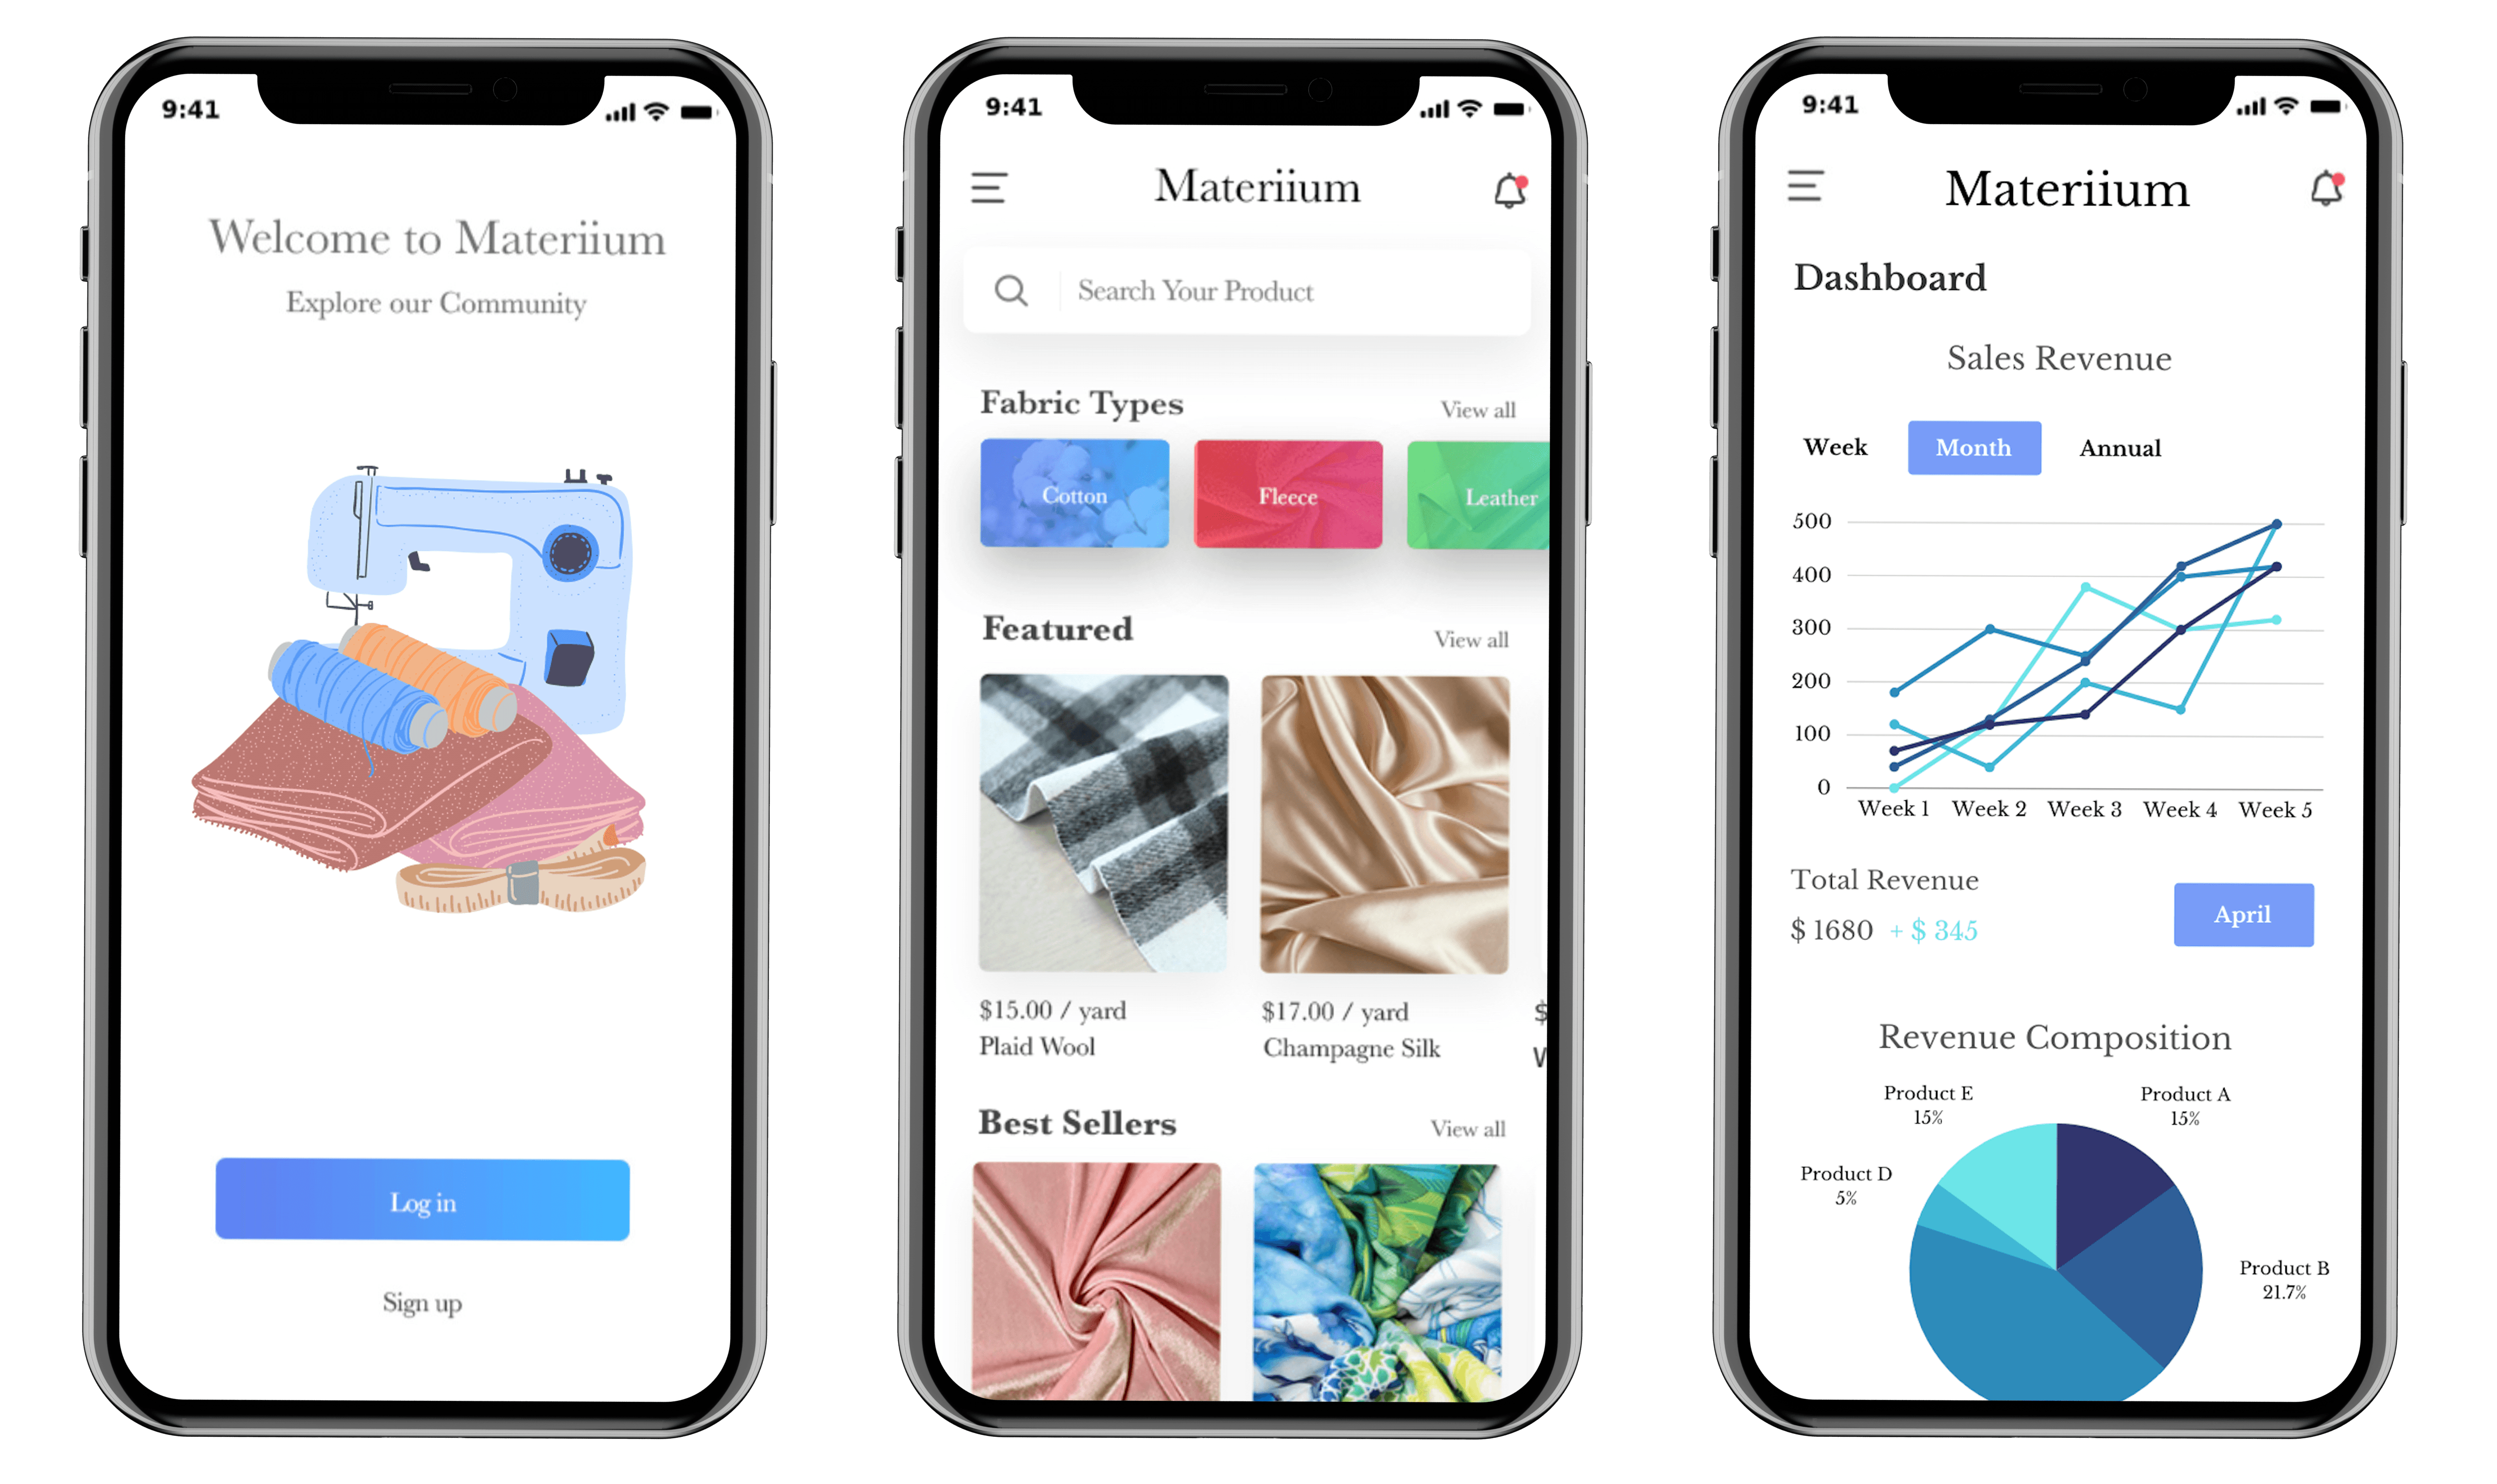 9:41
Welcome to Materiium
Explore our Community
Log in
Sign up
9:41
Materiium
Search Your Product
Fabric Types
View all
Cotton
Fleece
Leather
Featured
View all
$15.00 / yard
Plaid Wool
$17.00 / yard
Champagne Silk
$
Best Sellers
View all
9:41
Materiium
Dashboard
Sales Revenue
Week
Month
Annual
500
400
300
200
100
0
Week 1
Week 2
Week 3
Week 4
Week 5
Total Revenue
$ 1680 + $ 345
April
Revenue Composition
Product E
15%
Product A
15%
Product D
5%
Product B
21.7%